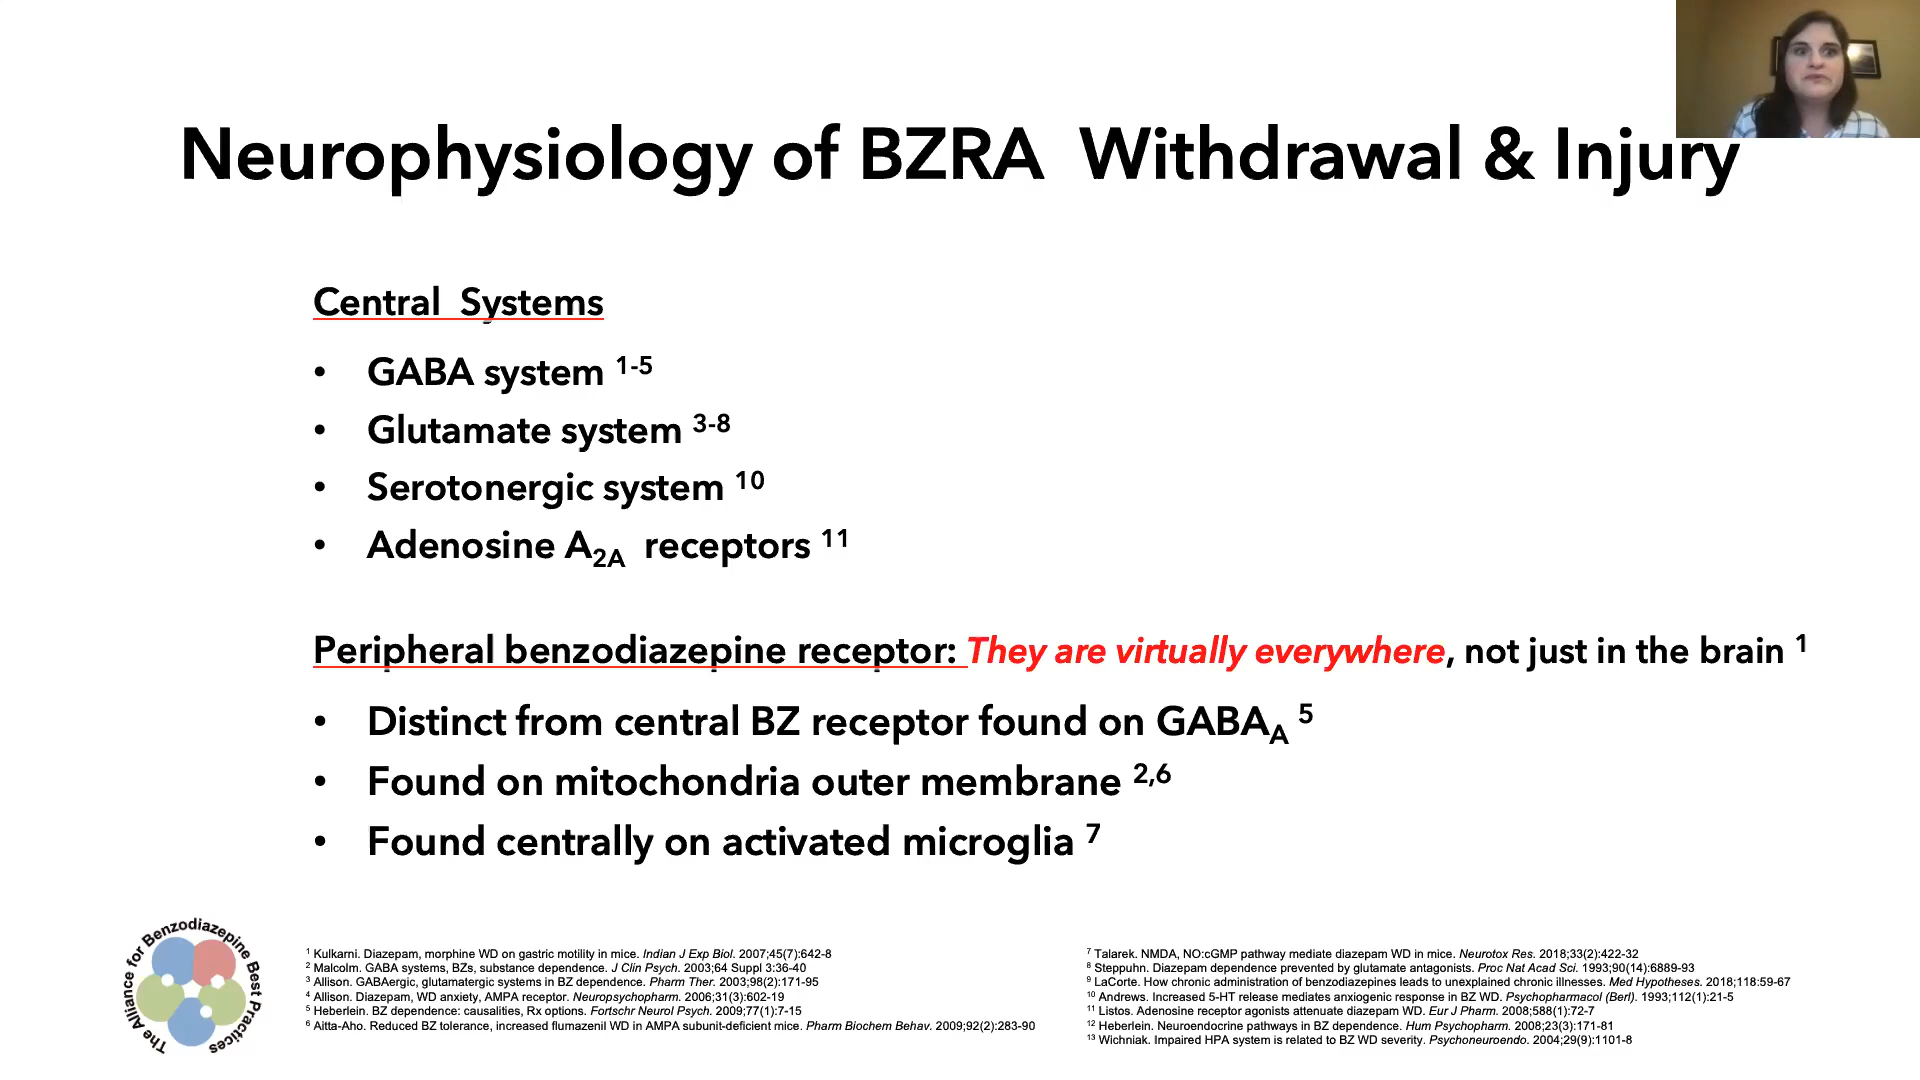 Neurophysiology of BZRA Withdrawal & Injury
Central Systems
• GABA system 1-5
• Glutamate system 3-8
• Serotonergic system 10
• Adenosine A2A receptors 11
Peripheral benzodiazepine receptor: They are virtually everywhere, not just in the brain 1
• Distinct from central BZ receptor found on GABAA 5
• Found on mitochondria outer membrane 2,6
• Found centrally on activated microglia 7
The Alliance for Benzodiazepine Best Practices
1 Kulkarni. Diazepam, morphine WD on gastric motility in mice. Indian J Exp Biol. 2007;45(7):642-8
2 Malcolm. GABA systems, BZs, substance dependence. J Clin Psych. 2003;64 Suppl 3:36-40
3 Allison. GABAergic, glutamatergic systems in BZ dependence. Pharm Ther. 2003;98(2):171-95
4 Allison. Diazepam, WD anxiety, AMPA receptor. Neuropsychopharm. 2006;31(3):602-19
5 Heberlein. BZ dependence: causalities, Rx options. Fortschr Neurol Psych. 2009;77(1):7-15
6 Aitta-Aho. Reduced BZ tolerance, increased flumazenil WD in AMPA subunit-deficient mice. Pharm Biochem Behav. 2009;92(2):283-90
7 Talarek. NMDA, NO:cGMP pathway mediate diazepam WD in mice. Neurotox Res. 2018;33(2):422-32
8 Steppuhn. Diazepam dependence prevented by glutamate antagonists. Proc Nat Acad Sci. 1993;90(14):6889-93
9 LaCorte. How chronic administration of benzodiazepines leads to unexplained chronic illnesses. Med Hypotheses. 2018;118:59-67
10 Andrews. Increased 5-HT release mediates anxiogenic response in BZ WD. Psychopharmacol (Berl). 1993;112(1):21-5
11 Listos. Adenosine receptor agonists attenuate diazepam WD. Eur J Pharm. 2008;588(1):72-7
12 Heberlein. Neuroendocrine pathways in BZ dependence. Hum Psychopharm. 2008;23(3):171-81
13 Wichniak. Impaired HPA system is related to BZ WD severity. Psychoneuroendo. 2004;29(9):1101-8